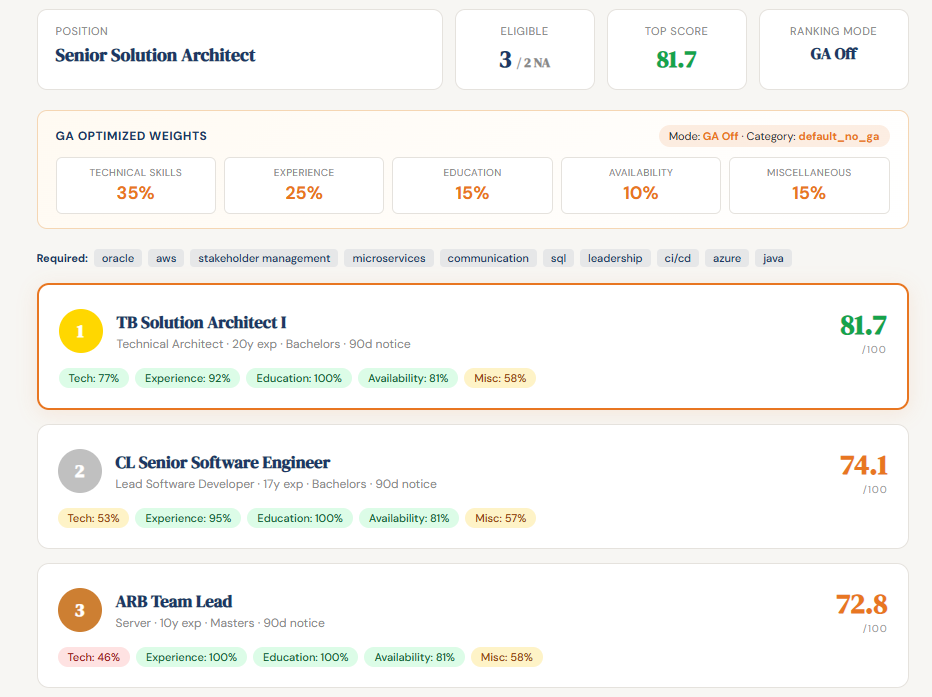 POSITION
Senior Solution Architect
ELIGIBLE
3 / 2 NA
TOP SCORE
81.7
RANKING MODE
GA Off
GA OPTIMIZED WEIGHTS
Mode: GA Off · Category: default_no_ga
TECHNICAL SKILLS
35%
EXPERIENCE
25%
EDUCATION
15%
AVAILABILITY
10%
MISCELLANEOUS
15%
Required: oracle aws stakeholder management microservices communication sql leadership ci/cd azure java
1
TB Solution Architect I
Technical Architect · 20y exp · Bachelors · 90d notice
81.7
/100
Tech: 77% Experience: 92% Education: 100% Availability: 81% Misc: 58%
2
CL Senior Software Engineer
Lead Software Developer · 17y exp · Bachelors · 90d notice
74.1
/100
Tech: 53% Experience: 95% Education: 100% Availability: 81% Misc: 57%
3
ARB Team Lead
Server · 10y exp · Masters · 90d notice
72.8
/100
Tech: 46% Experience: 100% Education: 100% Availability: 81% Misc: 58%